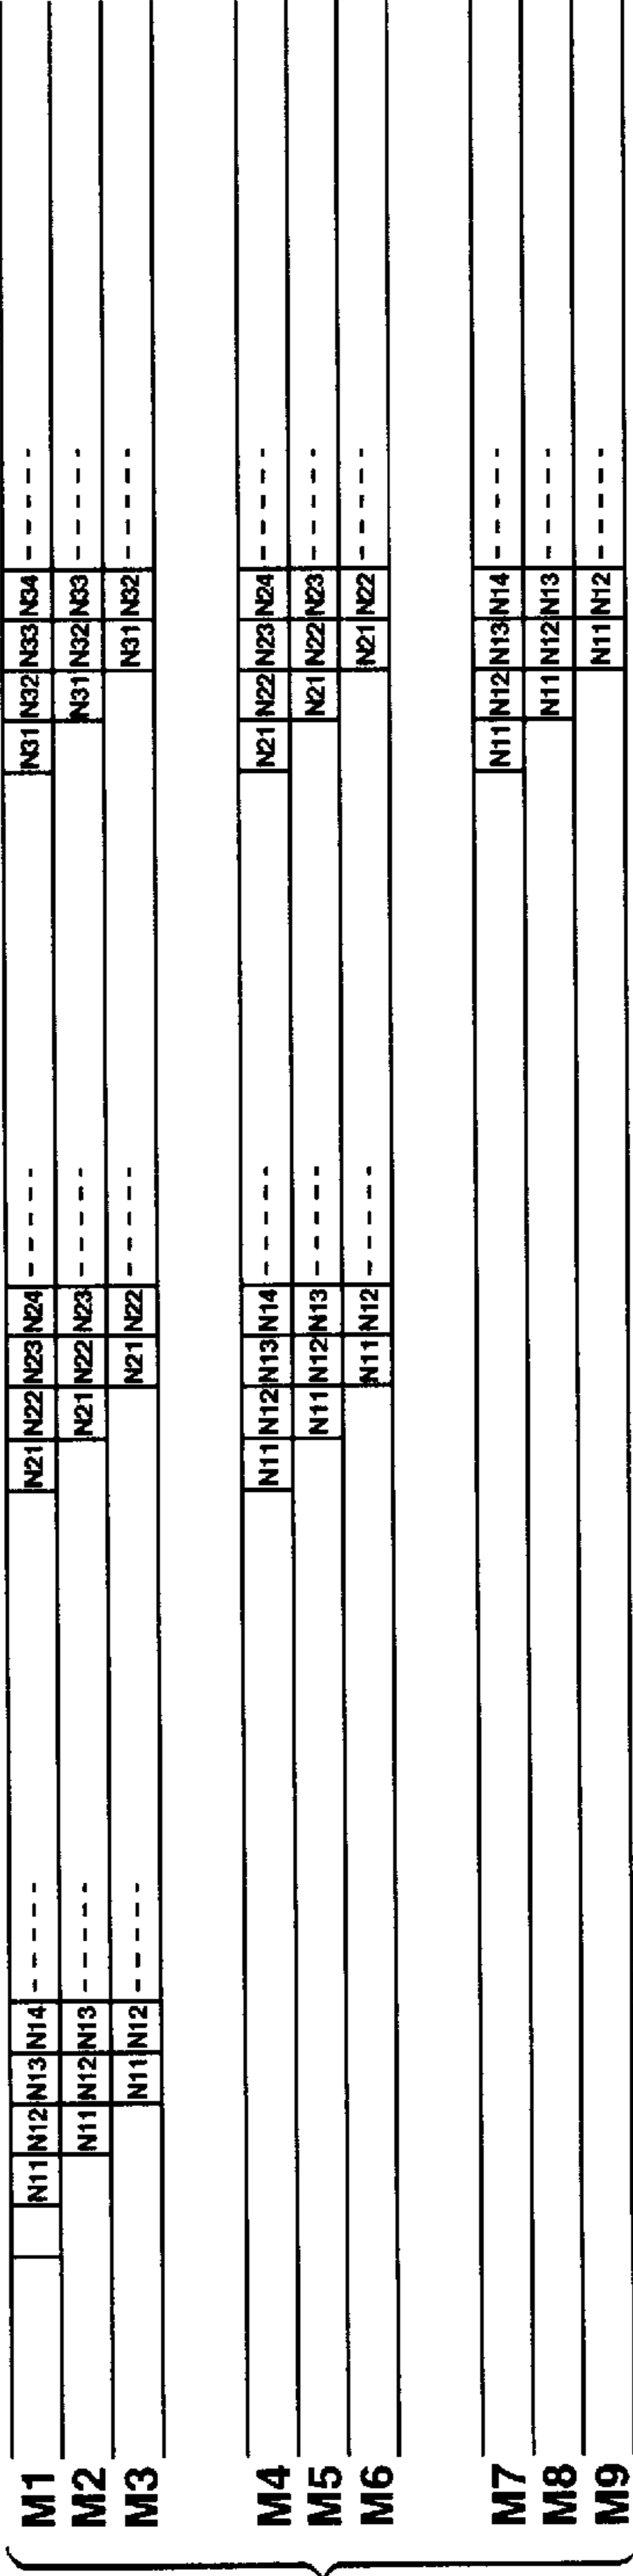 M1 N11 N12 N13 N14 ----- N21 N22 N23 N24 ----- N31 N32 N33 N34 -----
M2 N11 N12 N13 ----- N21 N22 N23 ----- N31 N32 N33 -----
M3 N11 N12 ----- N21 N22 ----- N31 N32 -----
M4 N11 N12 N13 N14 ----- N21 N22 N23 N24 -----
M5 N11 N12 N13 ----- N21 N22 N23 -----
M6 N11 N12 ----- N21 N22 -----
M7 N11 N12 N13 N14 -----
M8 N11 N12 N13 -----
M9 N11 N12 -----